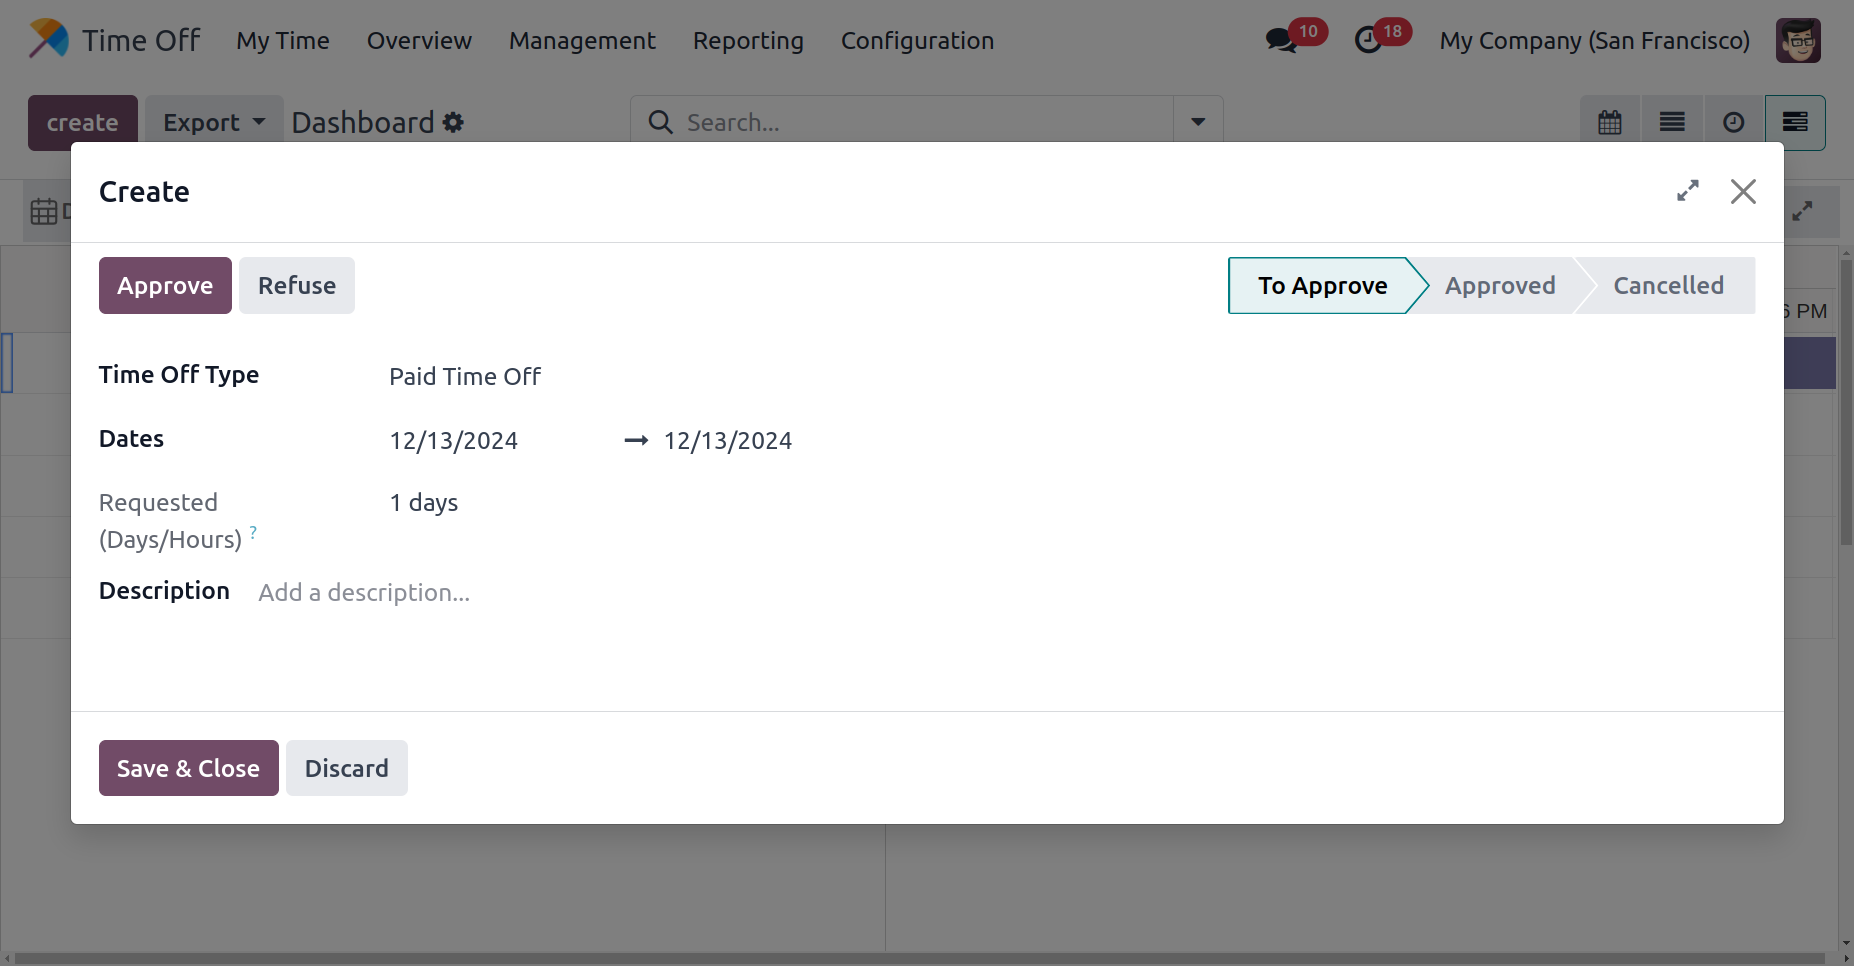 Time Off My Time Overview Management Reporting Configuration 10 18 My Company (San Francisco)
create Export Dashboard Search...
Create
Approve Refuse To Approve Approved Cancelled
6 PM
Time Off Type Paid Time Off
Dates 12/13/2024 → 12/13/2024
Requested 1 days
(Days/Hours) ?
Description Add a description...
Save & Close Discard